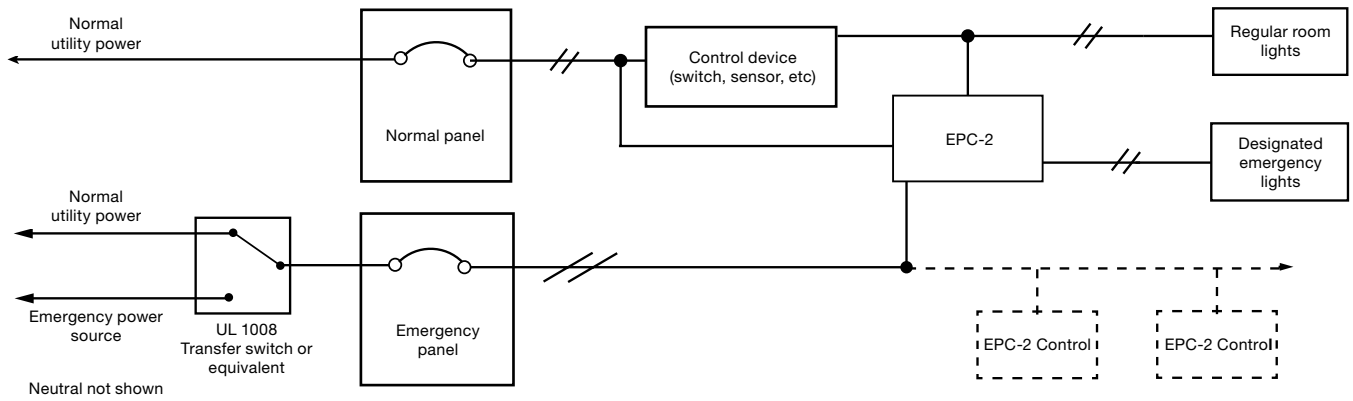 Normal
utility power
Normal panel
Control device
(switch, sensor, etc)
Regular room
lights
EPC-2
Designated
emergency
lights
Normal
utility power
Emergency power
source
UL 1008
Transfer switch or
equivalent
Emergency
panel
EPC-2 Control
EPC-2 Control
Neutral not shown